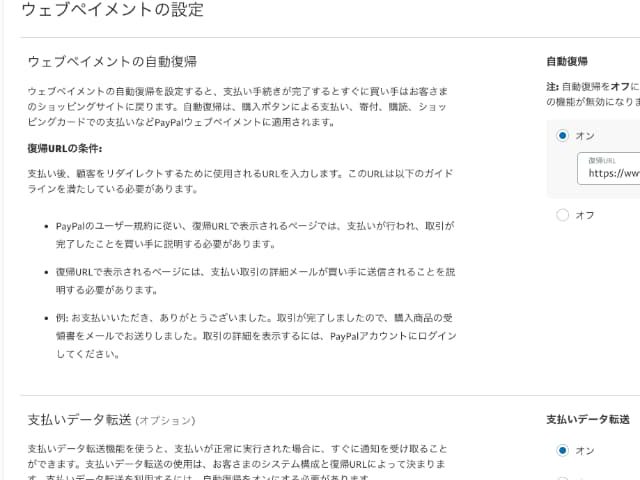 ウェブペイメントの設定
ウェブペイメントの自動復帰
ウェブペイメントの自動復帰を設定すると、支払い手続きが完了するとすぐに買い手はお客さま
のショッピングサイトに戻ります。自動復帰は、購入ボタンによる支払い、寄付、購読、ショッ
ピングカードでの支払いなどPayPalウェブペイメントに適用されます。
復帰URLの条件:
支払い後、顧客をリダイレクトするために使用されるURLを入力します。このURLは以下のガイド
ラインを満たしている必要があります。
• PayPalのユーザー規約に従い、復帰URLで表示されるページでは、支払いが行われ、取引が
完了したことを買い手に説明する必要があります。
• 復帰URLで表示されるページには、支払い取引の詳細メールが買い手に送信されることを説
明する必要があります。
• 例: お支払いいただき、ありがとうございました。取引が完了しましたので、購入商品の受
領書をメールでお送りしました。取引の詳細を表示するには、PayPalアカウントにログイン
してください。
自動復帰
注: 自動復帰をオフに
の機能が無効になりま
オン
復帰URL
https://ww
オフ
支払いデータ転送 (オプション)
支払いデータ転送機能を使うと、支払いが正常に実行された場合に、すぐに通知を受け取ること
ができます。支払いデータ転送の使用は、お客さまのシステム構成と復帰URLによって決まりま
す。支払いデータ転送を利用するには、自動復帰をオンにする必要があります。
支払いデータ転送
オン